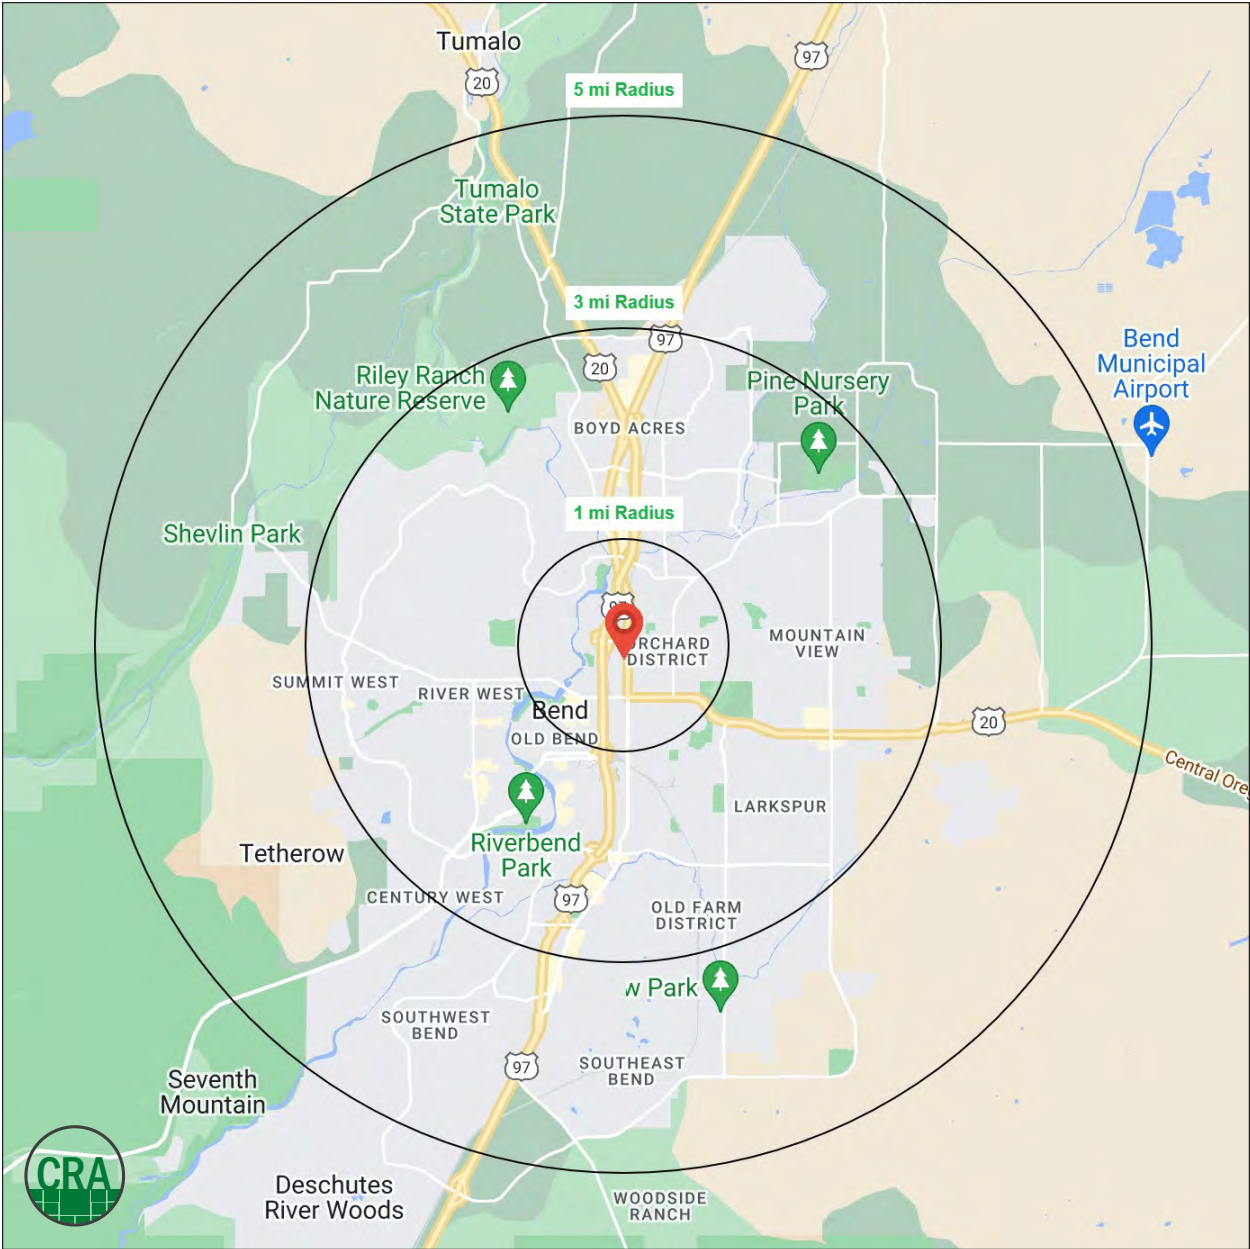 Tumalo
20
97
5 mi Radius
Tumalo
State Park
3 mi Radius
97
20
Bend
Municipal
Airport
Riley Ranch
Nature Reserve
Pine Nursery
Park
BOYD ACRES
1 mi Radius
Shevlin Park
97
ORCHARD
DISTRICT
MOUNTAIN
VIEW
SUMMIT WEST
RIVER WEST
Bend
OLD BEND
20
Central Ore
LARKSPUR
Riverbend
Park
Tetherow
CENTURY WEST
97
OLD FARM
DISTRICT
w Park
SOUTHWEST
BEND
97
SOUTHEAST
BEND
Seventh
Mountain
CRA
Deschutes
River Woods
WOODSIDE
RANCH